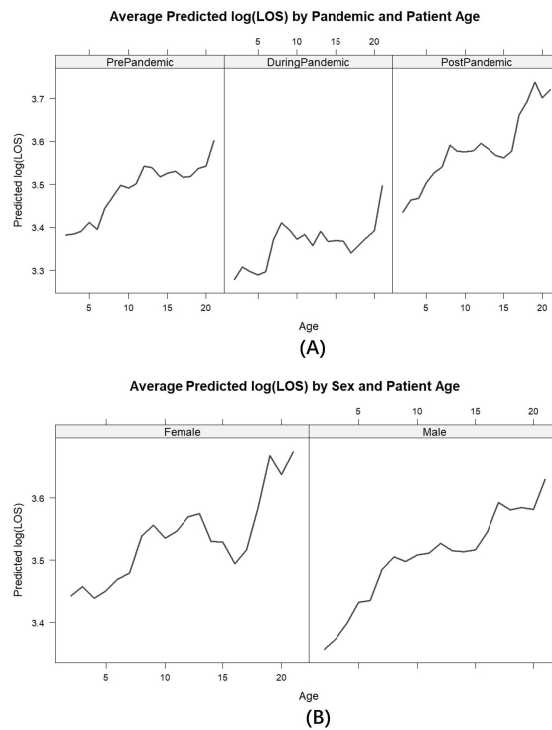 Average Predicted log(LOS) by Pandemic and Patient Age
5 10 15 20
PrePandemic DuringPandemic PostPandemic
3.7
3.6
3.5
3.4
3.3
Predicted log(LOS)
5 10 15 20 5 10 15 20
Age
(A)
Average Predicted log(LOS) by Sex and Patient Age
5 10 15 20
Female Male
3.6
3.5
3.4
Predicted log(LOS)
5 10 15 20
Age
(B)